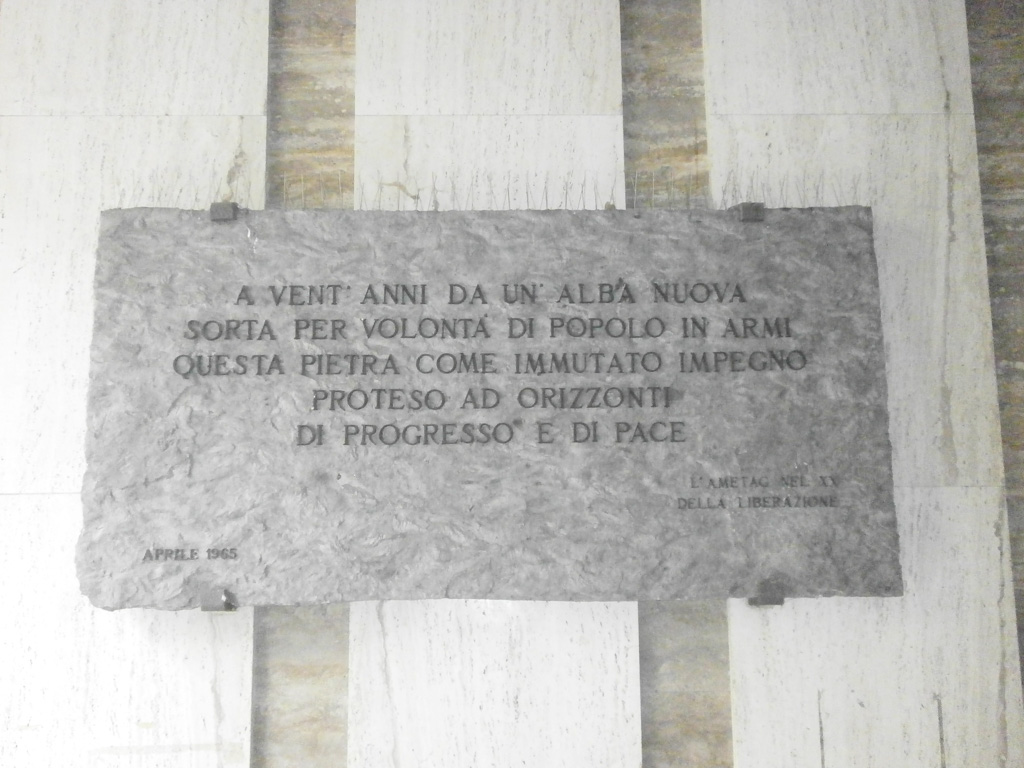 A VENT' ANNI DA UN' ALBA NUOVA
SORTA PER VOLONTÀ DI POPOLO IN ARMI
QUESTA PIETRA COME IMMUTATO IMPEGNO
PROTESO AD ORIZZONTI
DI PROGRESSO E DI PACE
L'AMETAG NEL XX
DELLA LIBERAZIONE
APRILE 1965